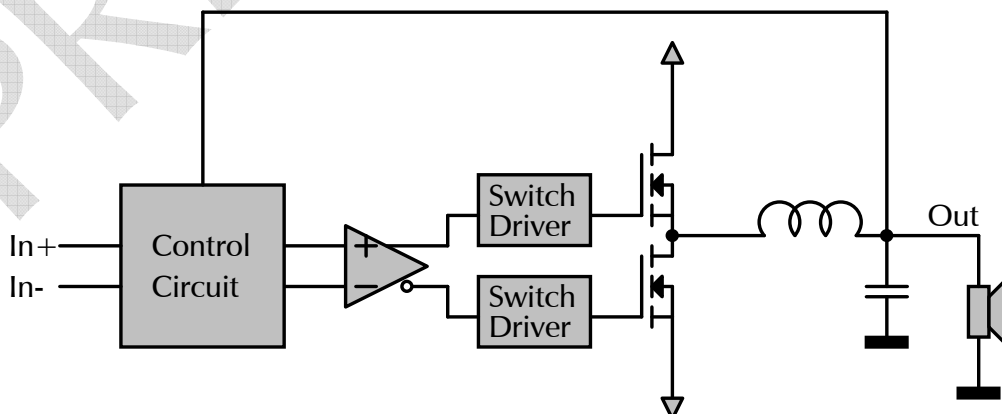 Out
In+
In-
Control
Circuit
+
−
Switch
Driver
Switch
Driver